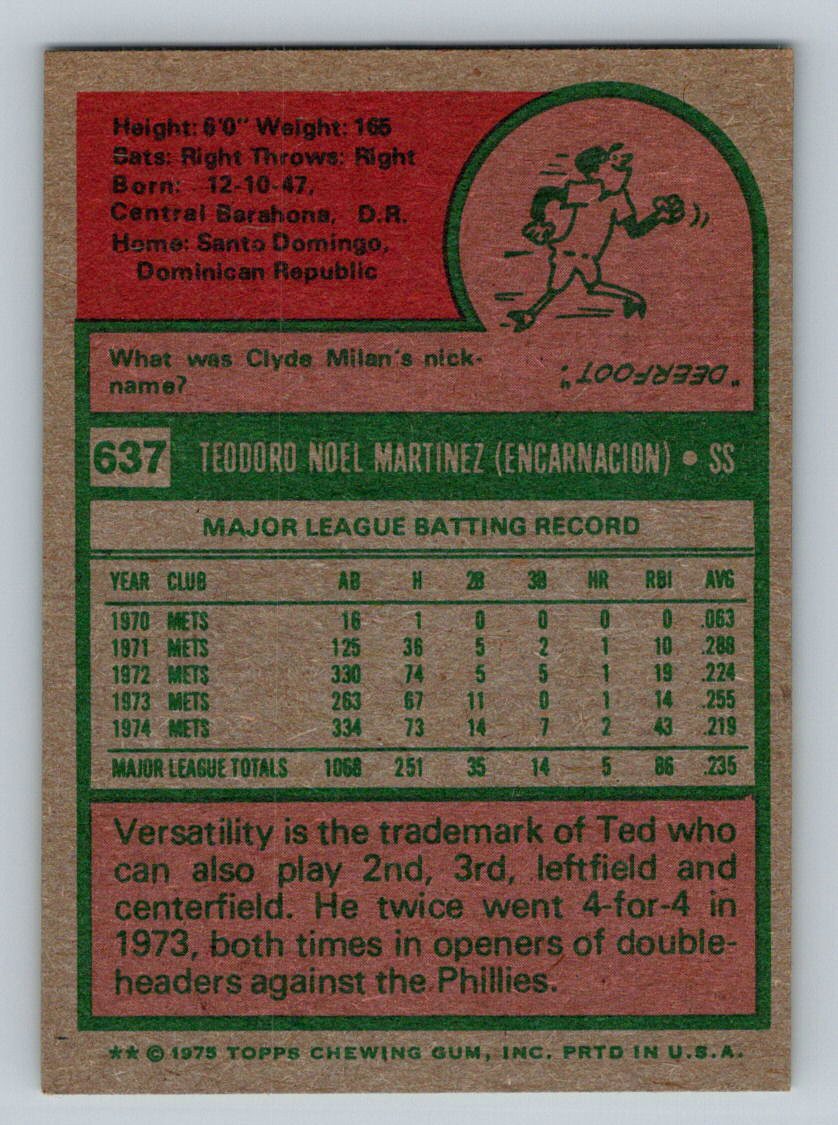 Height: 6'0" Weight: 165
Bats: Right Throws: Right
Born: 12-10-47,
Central Barahona, D.R.
Home: Santo Domingo,
Dominican Republic
What was Clyde Milan's nick-
name?
"DEERFOOT."
637 TEODORO NOEL MARTINEZ (ENCARNACION) • SS
MAJOR LEAGUE BATTING RECORD
YEAR CLUB AB H 2B 3B HR RBI AVG
1970 METS 16 1 0 0 0 0 .063
1971 METS 125 36 5 2 1 10 .288
1972 METS 330 74 5 5 1 19 .224
1973 METS 263 67 11 0 1 14 .255
1974 METS 334 73 14 7 2 43 .219
MAJOR LEAGUE TOTALS 1068 251 35 14 5 86 .235
Versatility is the trademark of Ted who
can also play 2nd, 3rd, leftfield and
centerfield. He twice went 4-for-4 in
1973, both times in openers of double-
headers against the Phillies.
** © 1975 TOPPS CHEWING GUM, INC. PRTD IN U.S.A.